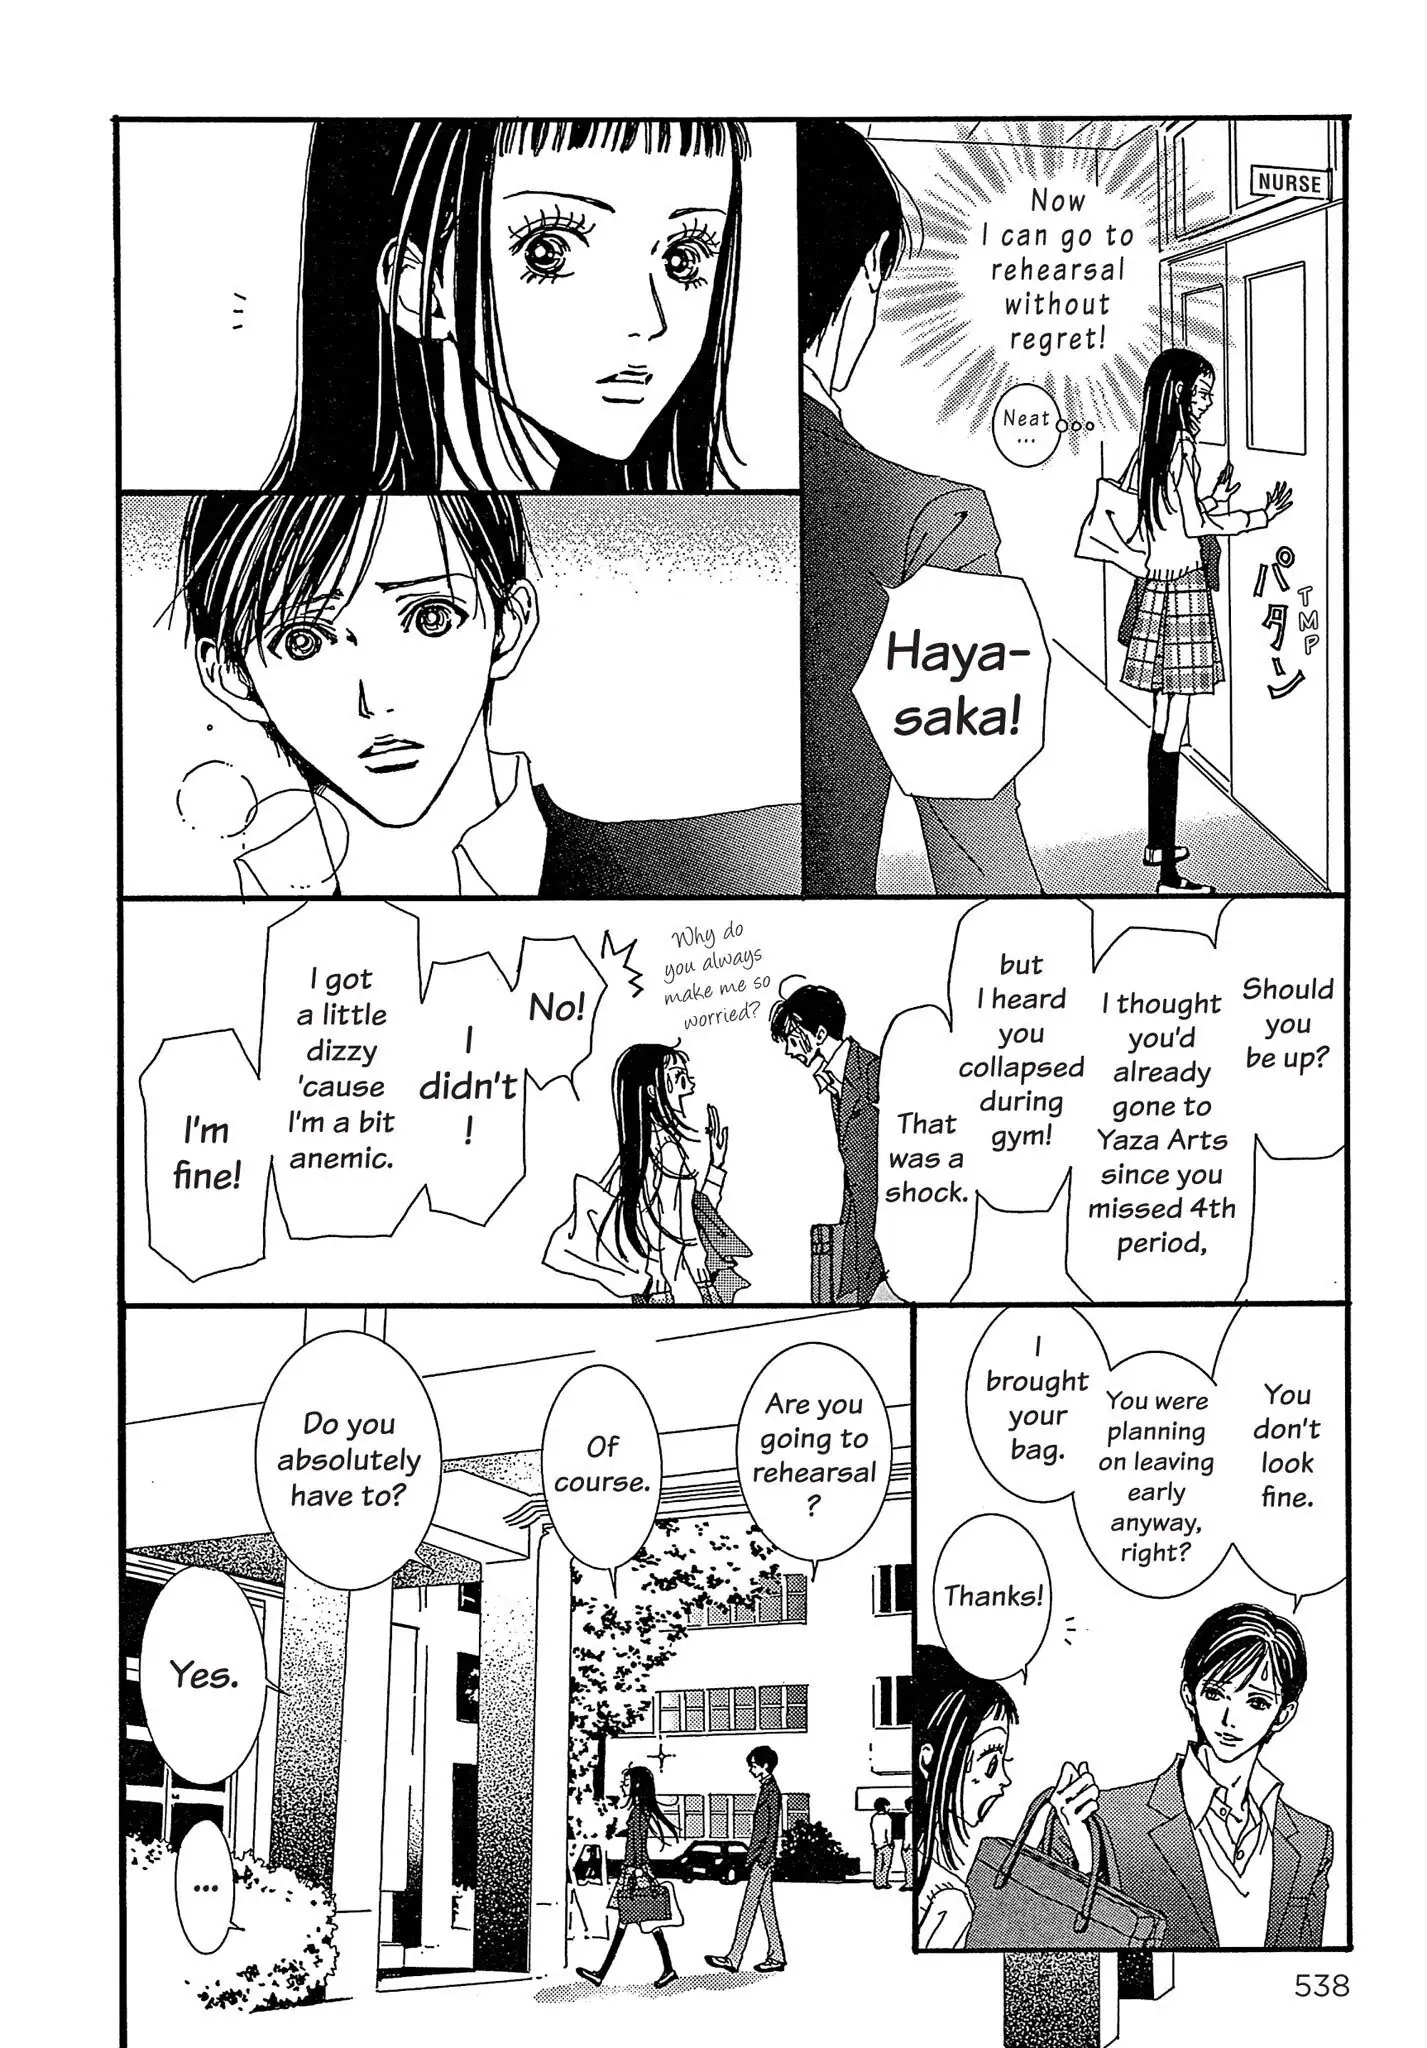 NURSE
Now
I can go to
rehearsal
without
regret!
Neat
...
パタン
TMP
Haya-
saka!
Should
you
be up?
I thought
you'd
already
gone to
Yaza Arts
since you
missed 4th
period,
but
I heard
you
collapsed
during
gym!
That
was a
shock.
Why do
you always
make me so
worried?
No!
I
didn't
!
I got
a little
dizzy
'cause
I'm a bit
anemic.
I'm
fine!
You
don't
look
fine.
You were
planning
on leaving
early
anyway,
right?
I
brought
your
bag.
Thanks!
Are you
going to
rehearsal
?
Of
course.
Do you
absolutely
have to?
Yes.
...
538